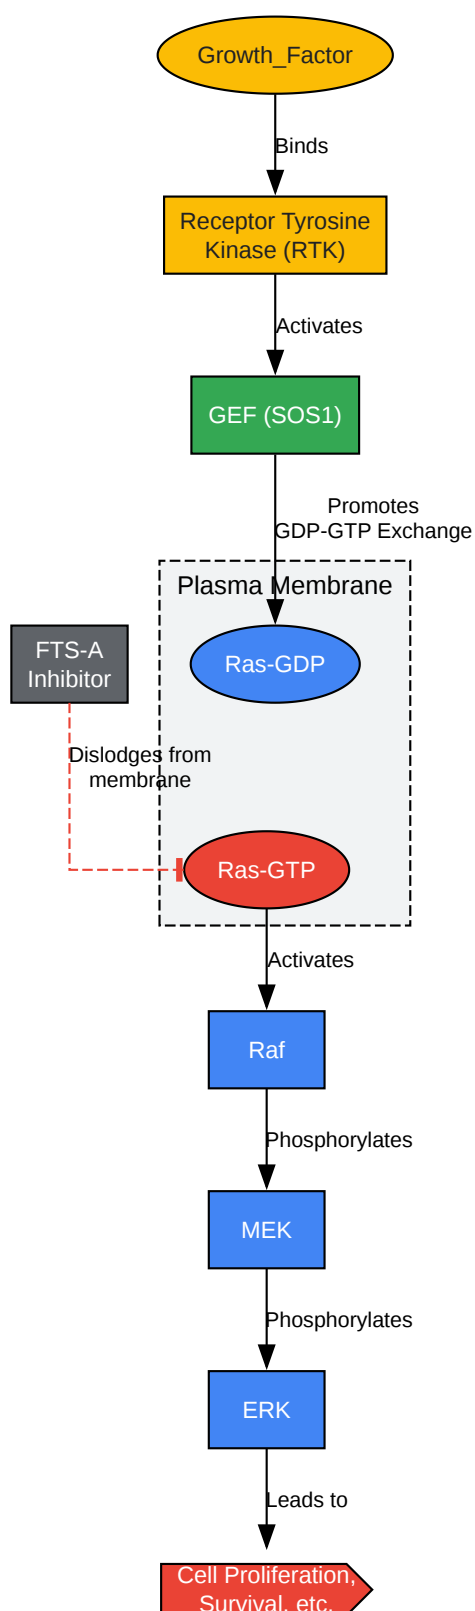 Growth_Factor
Binds
Receptor Tyrosine
Kinase (RTK)
Activates
GEF (SOS1)
Promotes
GDP-GTP Exchange
Plasma Membrane
FTS-A
Inhibitor
Ras-GDP
Dislodges from
membrane
Ras-GTP
Activates
Raf
Phosphorylates
MEK
Phosphorylates
ERK
Leads to
Cell Proliferation,
Survival, etc.